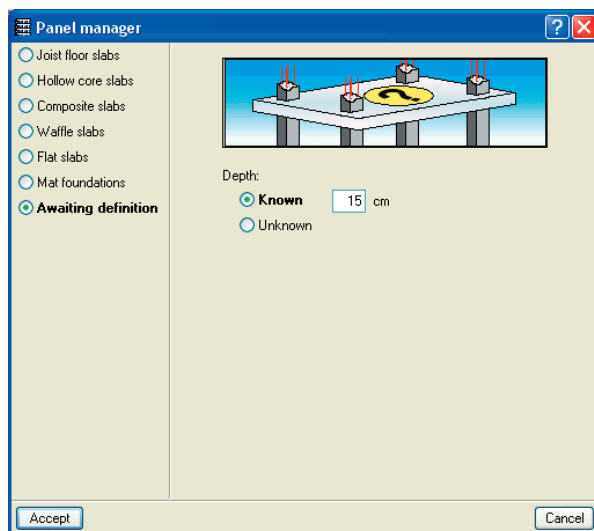 Panel manager
Joist floor slabs
Hollow core slabs
Composite slabs
Waffle slabs
Flat slabs
Mat foundations
Awaiting definition
?
Depth:
Known 15 cm
Unknown
Accept
Cancel